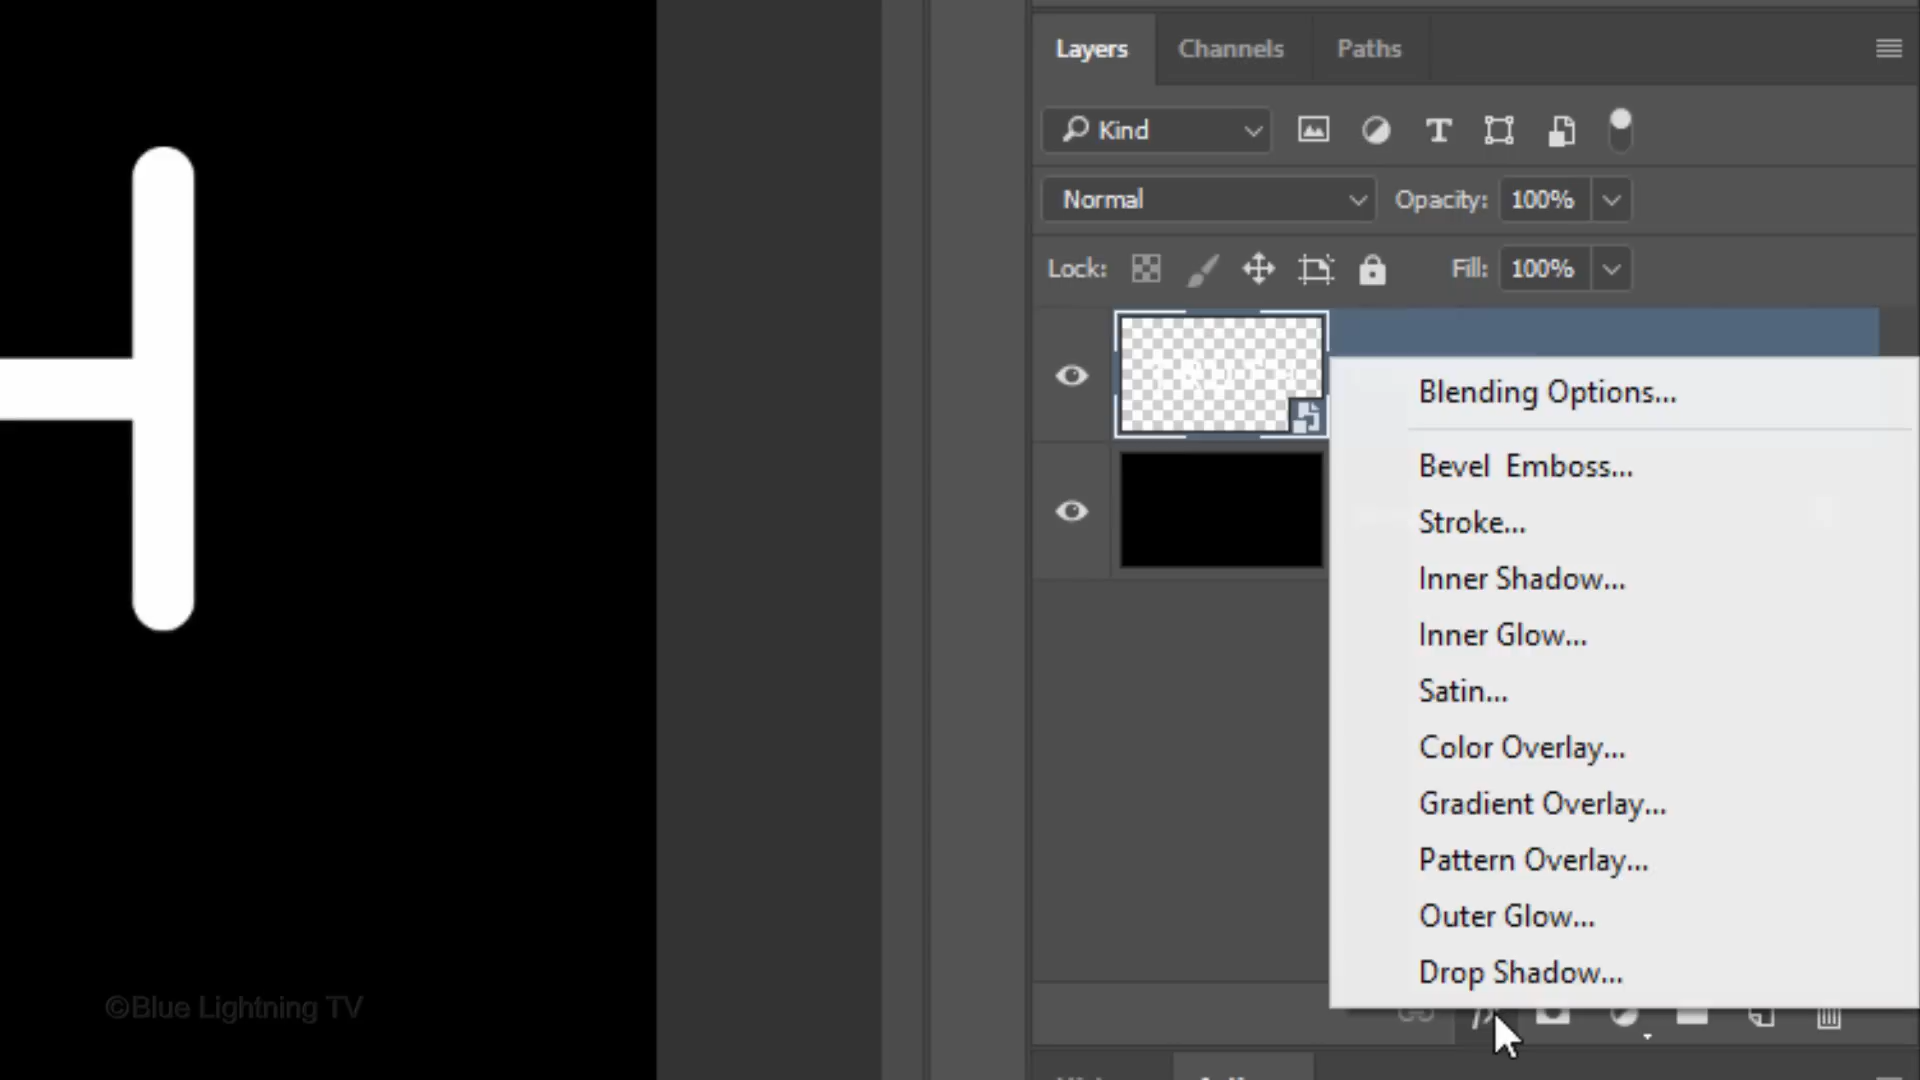 Layers Channels Paths
Kind
Normal Opacity: 100%
Lock: Fill: 100%
Blending Options...
Bevel  Emboss...
Stroke...
Inner Shadow...
Inner Glow...
Satin...
Color Overlay...
Gradient Overlay...
Pattern Overlay...
Outer Glow...
Drop Shadow...
fx
©Blue Lightning TV